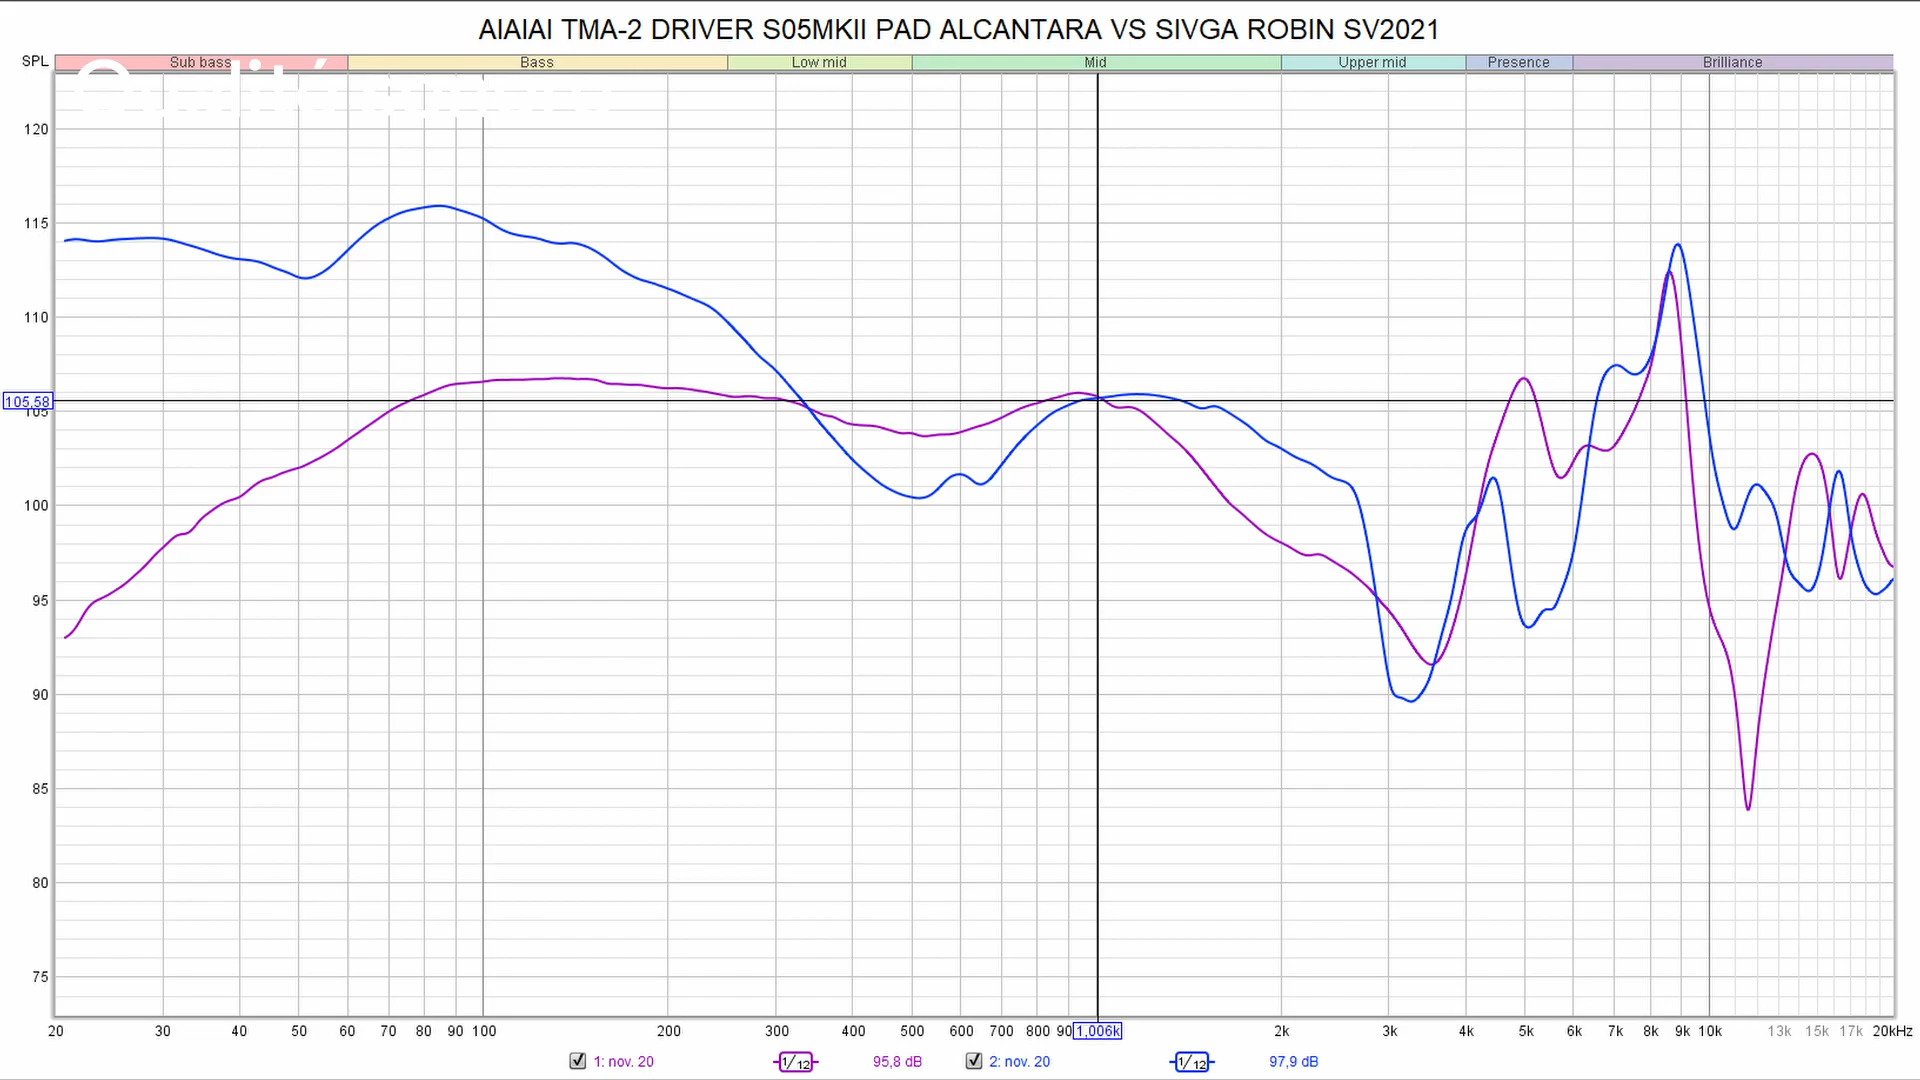 AIAIAI TMA-2 DRIVER S05MKII PAD ALCANTARA VS SIVGA ROBIN SV2021
SPL Sub bass Bass Low mid Mid Upper mid Presence Brilliance
120
115
110
105,58
105
100
95
90
85
80
75
20 30 40 50 60 70 80 90 100 200 300 400 500 600 700 800 90 1,006k 2k 3k 4k 5k 6k 7k 8k 9k 10k 13k 15k 17k 20kHz
1: nov. 20 1/12 95,8 dB 2: nov. 20 1/12 97,9 dB